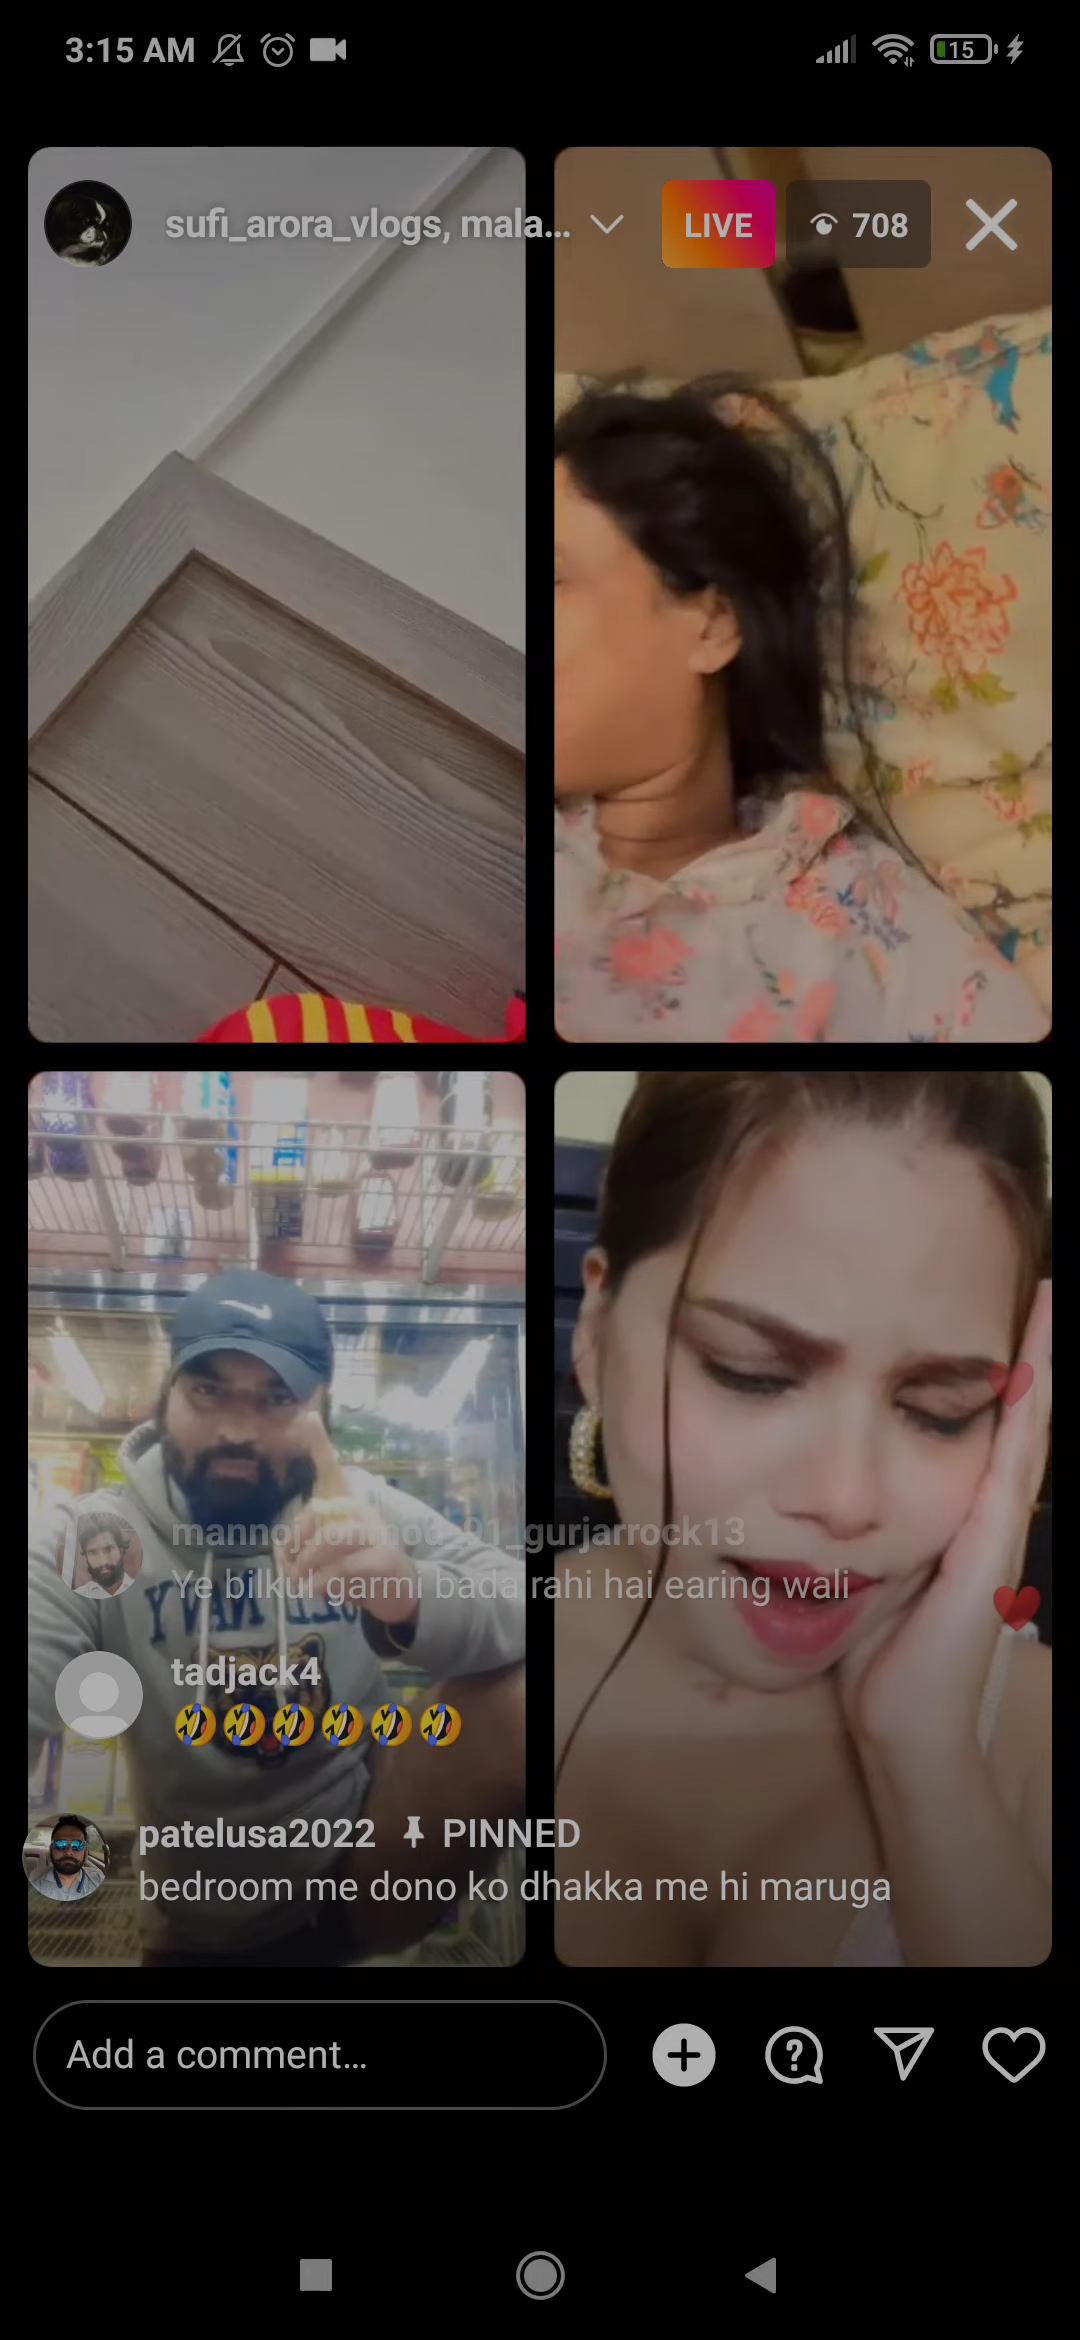 3:15 AM
15
sufi_arora_vlogs, mala...
LIVE
708
gurjarrock13
Ye bilkul garmi bada rahi hai earing wali
tadjack4
🤣🤣🤣🤣🤣🤣
patelusa2022 PINNED
bedroom me dono ko dhakka me hi maruga
Add a comment...